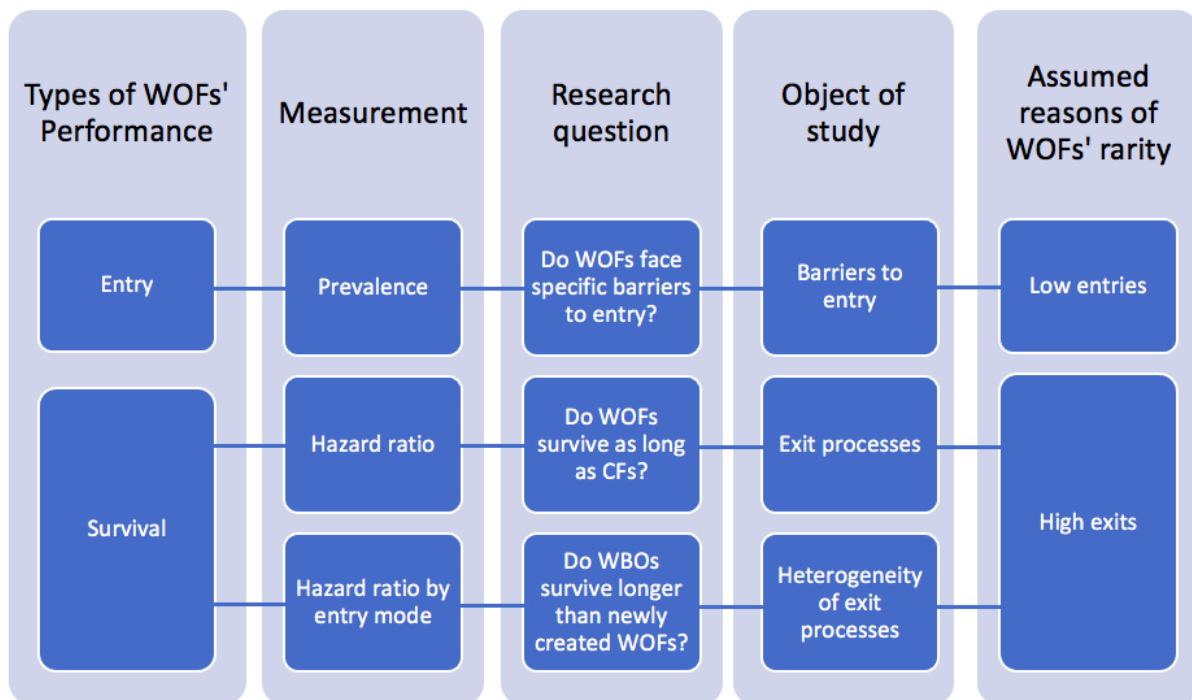 Types of WOFs'
Performance
Measurement
Research
question
Object of
study
Assumed
reasons of
WOFs' rarity
Entry
Prevalence
Do WOFs face
specific barriers
to entry?
Barriers to
entry
Low entries
Survival
Hazard ratio
Do WOFs
survive as long
as CFs?
Exit processes
High exits
Hazard ratio by
entry mode
Do WBOs
survive longer
than newly
created WOFs?
Heterogeneity
of exit
processes